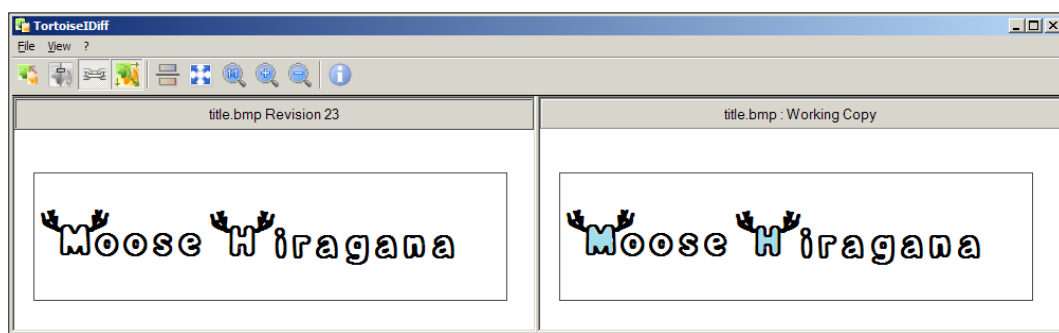 TortoiseIDiff
File View ?
title.bmp Revision 23
title.bmp : Working Copy
Moose Hiragana
Moose Hiragana